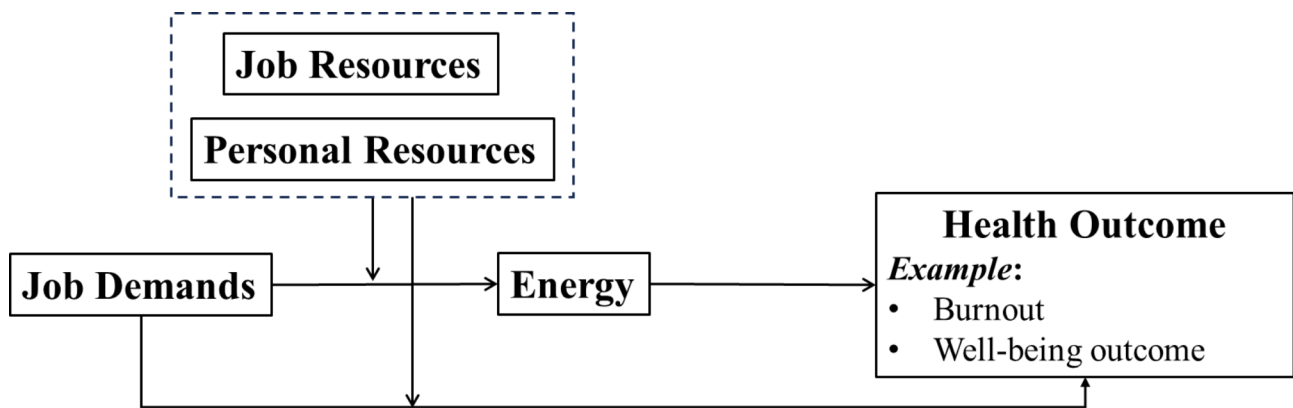 Job Resources
Personal Resources
Job Demands
Energy
Health Outcome
Example:
• Burnout
• Well-being outcome